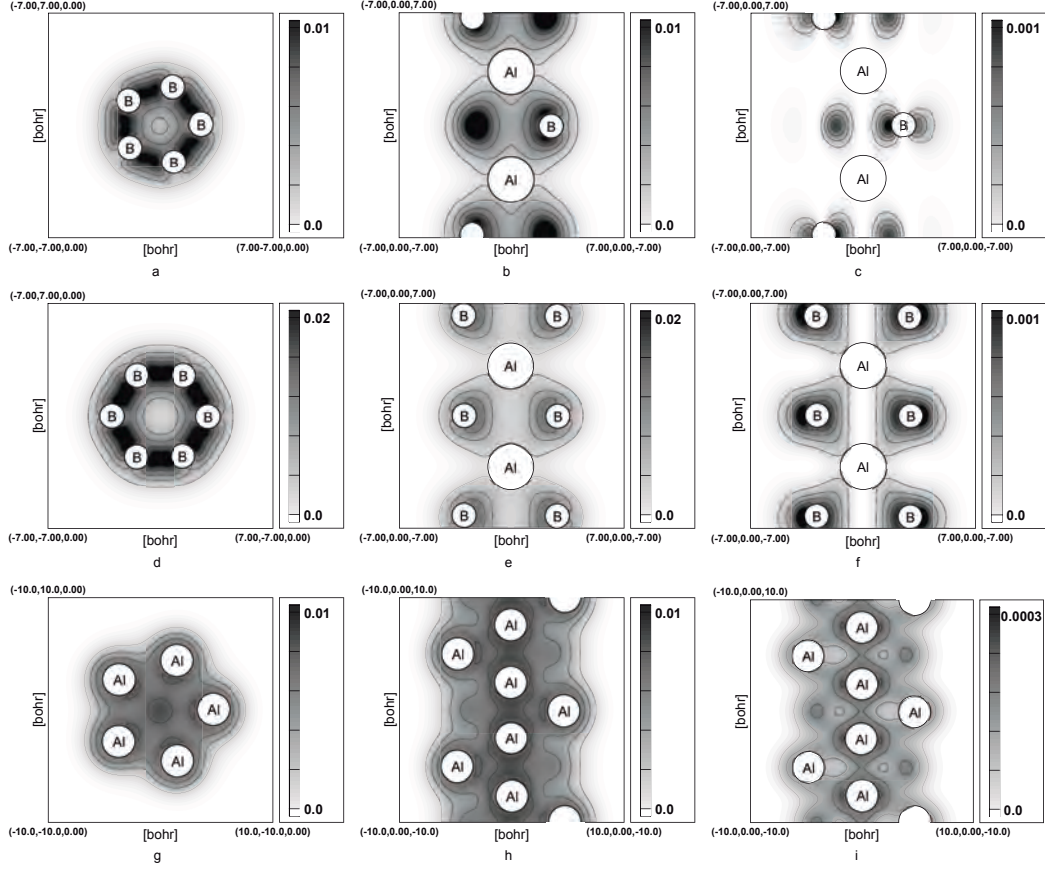 (-7.00,7.00,0.00) (-7.00,0.00,7.00) (-7.00,0.00,7.00)
0.01 0.01 0.001
B B B B B
Al B Al
Al B Al
[bohr] [bohr] [bohr]
0.0 0.0 0.0
(-7.00,-7.00,0.00) [bohr] (7.00-7.00,0.00) (-7.00,0.00,-7.00) [bohr] (7.00,0.00,-7.00) (-7.00,0.00,-7.00) [bohr] (7.00,0.00,-7.00)
a b c
(-7.00,7.00,0.00) (-7.00,0.00,7.00) (-7.00,0.00,7.00)
0.02 0.02 0.001
B B B B B B
B B Al B B Al B B
B B Al B B Al B B
[bohr] [bohr] [bohr]
0.0 0.0 0.0
(-7.00,-7.00,0.00) [bohr] (7.00,-7.00,0.00) (-7.00,0.00,-7.00) [bohr] (7.00,0.00,-7.00) (-7.00,0.00,-7.00) [bohr] (7.00,0.00,-7.00)
d e f
(-10.0,10.0,0.00) (-10.0,0.00,10.0) (-10.0,0.00,10.0)
0.01 0.01 0.0003
Al Al Al Al Al
Al Al Al Al Al Al Al Al
Al Al Al Al Al Al Al Al
[bohr] [bohr] [bohr]
0.0 0.0 0.0
(-10.0,-10.0,0.00) [bohr] (10.0,-10.0,0.00) (-10.0,0.00,-10.0) [bohr] (10.0,0.00,-10.0) (-10.0,0.00,-10.0) [bohr] (10.0,0.00,-10.0)
g h i